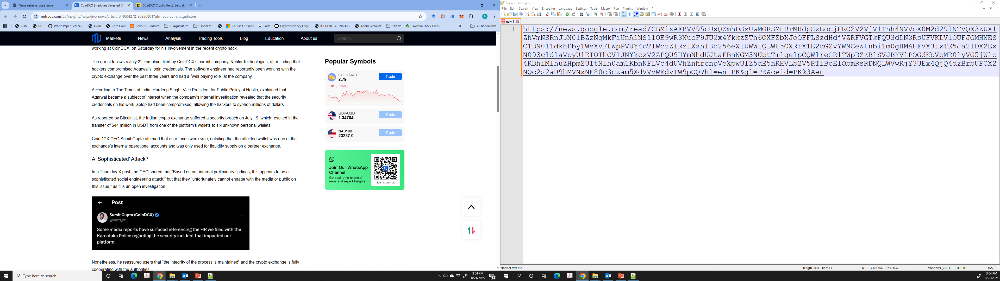 News retrieval assistance
CoinDCX Employee Arrested O
CoinDCX Crypto Heist: Bengalu
mitrade.com/au/insights/news/live-news/article-3-1004272-20250801?utm_source=chatgpt.com
COSE IJDL White Paper · ether... CORE Core Conf Scopus - Sources E-Agriculture OpenEMR Course Outlines Sada Cryptocurrency Engi... IGI GENERAL INSUR... Adobe Acrobat Oracle Pakistan Stock Exch... » All Bookmarks
Markets News Analysis Trading Tools Blog Education About us Search
working at CoinDCX, on Saturday for his involvement in the recent crypto hack.
The arrest follows a July 22 complaint filed by CoinDCX's parent company, Neblio Technologies, after finding that
hackers compromised Agarwal's login credentials. The software engineer had reportedly been working with the
crypto exchange over the past three years and had a “well-paying role” at the company.
According to The Times of India, Hardeep Singh, Vice President for Public Policy at Neblio, explained that
Agarwal became a subject of interest when the company's internal investigation revealed that the security
credentials on his work laptop had been compromised, allowing the hackers to syphon millions of dollars.
As reported by Bitcoinist, the Indian crypto exchange suffered a security breach on July 19, which resulted in the
transfer of $44 million in USDT from one of the platform's wallets to six unknown personal wallets.
CoinDCX CEO Sumit Gupta affirmed that user funds were safe, detailing that the affected wallet was one of the
exchange's internal operational accounts and was only used for liquidity supply on a partner exchange.
A ‘Sophisticated’ Attack?
In a Thursday X post, the CEO shared that “Based on our internal preliminary findings, this appears to be a
sophisticated social engineering attack,” but that they “unfortunately cannot engage with the media or public on
this issue,” as it is an open investigation.
Post
Sumit Gupta (CoinDCX)
@smtgpt
Some media reports have surfaced referencing the FIR we filed with the
Karnataka Police regarding the security incident that impacted our
platform.
Nonetheless, he reassured users that “the integrity of the process is maintained” and the crypto exchange is fully
cooperating with the authorities
Popular Symbols
OFFICIAL T...
8.79
Trade
-0.01 (-0.16%)
GBP/USD
1.34704
Trade
NAS100
23237.0
Trade
Join Our WhatsApp
Channel
Get real-time financial
news and expert insights
Scan & Join Us
Type here to search
3:04 PM
8/21/2025
32
*new 1 - Notepad++
File Edit Search View Encoding Language Settings Tools Macro Run Plugins Window ?
new 1
1
Normal text file
length : 603 lines : 1
Ln : 1 Col : 604 Pos : 604
Windows (CR LF)
UTF-8
INS
3:04 PM
8/21/2025